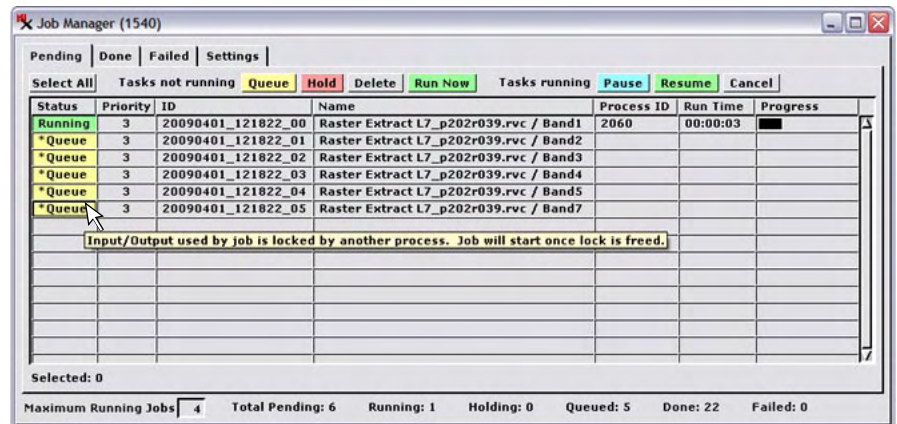 Job Manager (1540)
Pending Done Failed Settings
Select All Tasks not running Queue Hold Delete Run Now Tasks running Pause Resume Cancel
Status Priority ID Name Process ID Run Time Progress
Running 3 20090401_121822_00 Raster Extract L7_p202r039.rvc / Band1 2060 00:00:03
*Queue 3 20090401_121822_01 Raster Extract L7_p202r039.rvc / Band2
*Queue 3 20090401_121822_02 Raster Extract L7_p202r039.rvc / Band3
*Queue 3 20090401_121822_03 Raster Extract L7_p202r039.rvc / Band4
*Queue 3 20090401_121822_04 Raster Extract L7_p202r039.rvc / Band5
*Queue 3 20090401_121822_05 Raster Extract L7_p202r039.rvc / Band7
Input/Output used by job is locked by another process. Job will start once lock is freed.
Selected: 0
Maximum Running Jobs 4 Total Pending: 6 Running: 1 Holding: 0 Queued: 5 Done: 22 Failed: 0